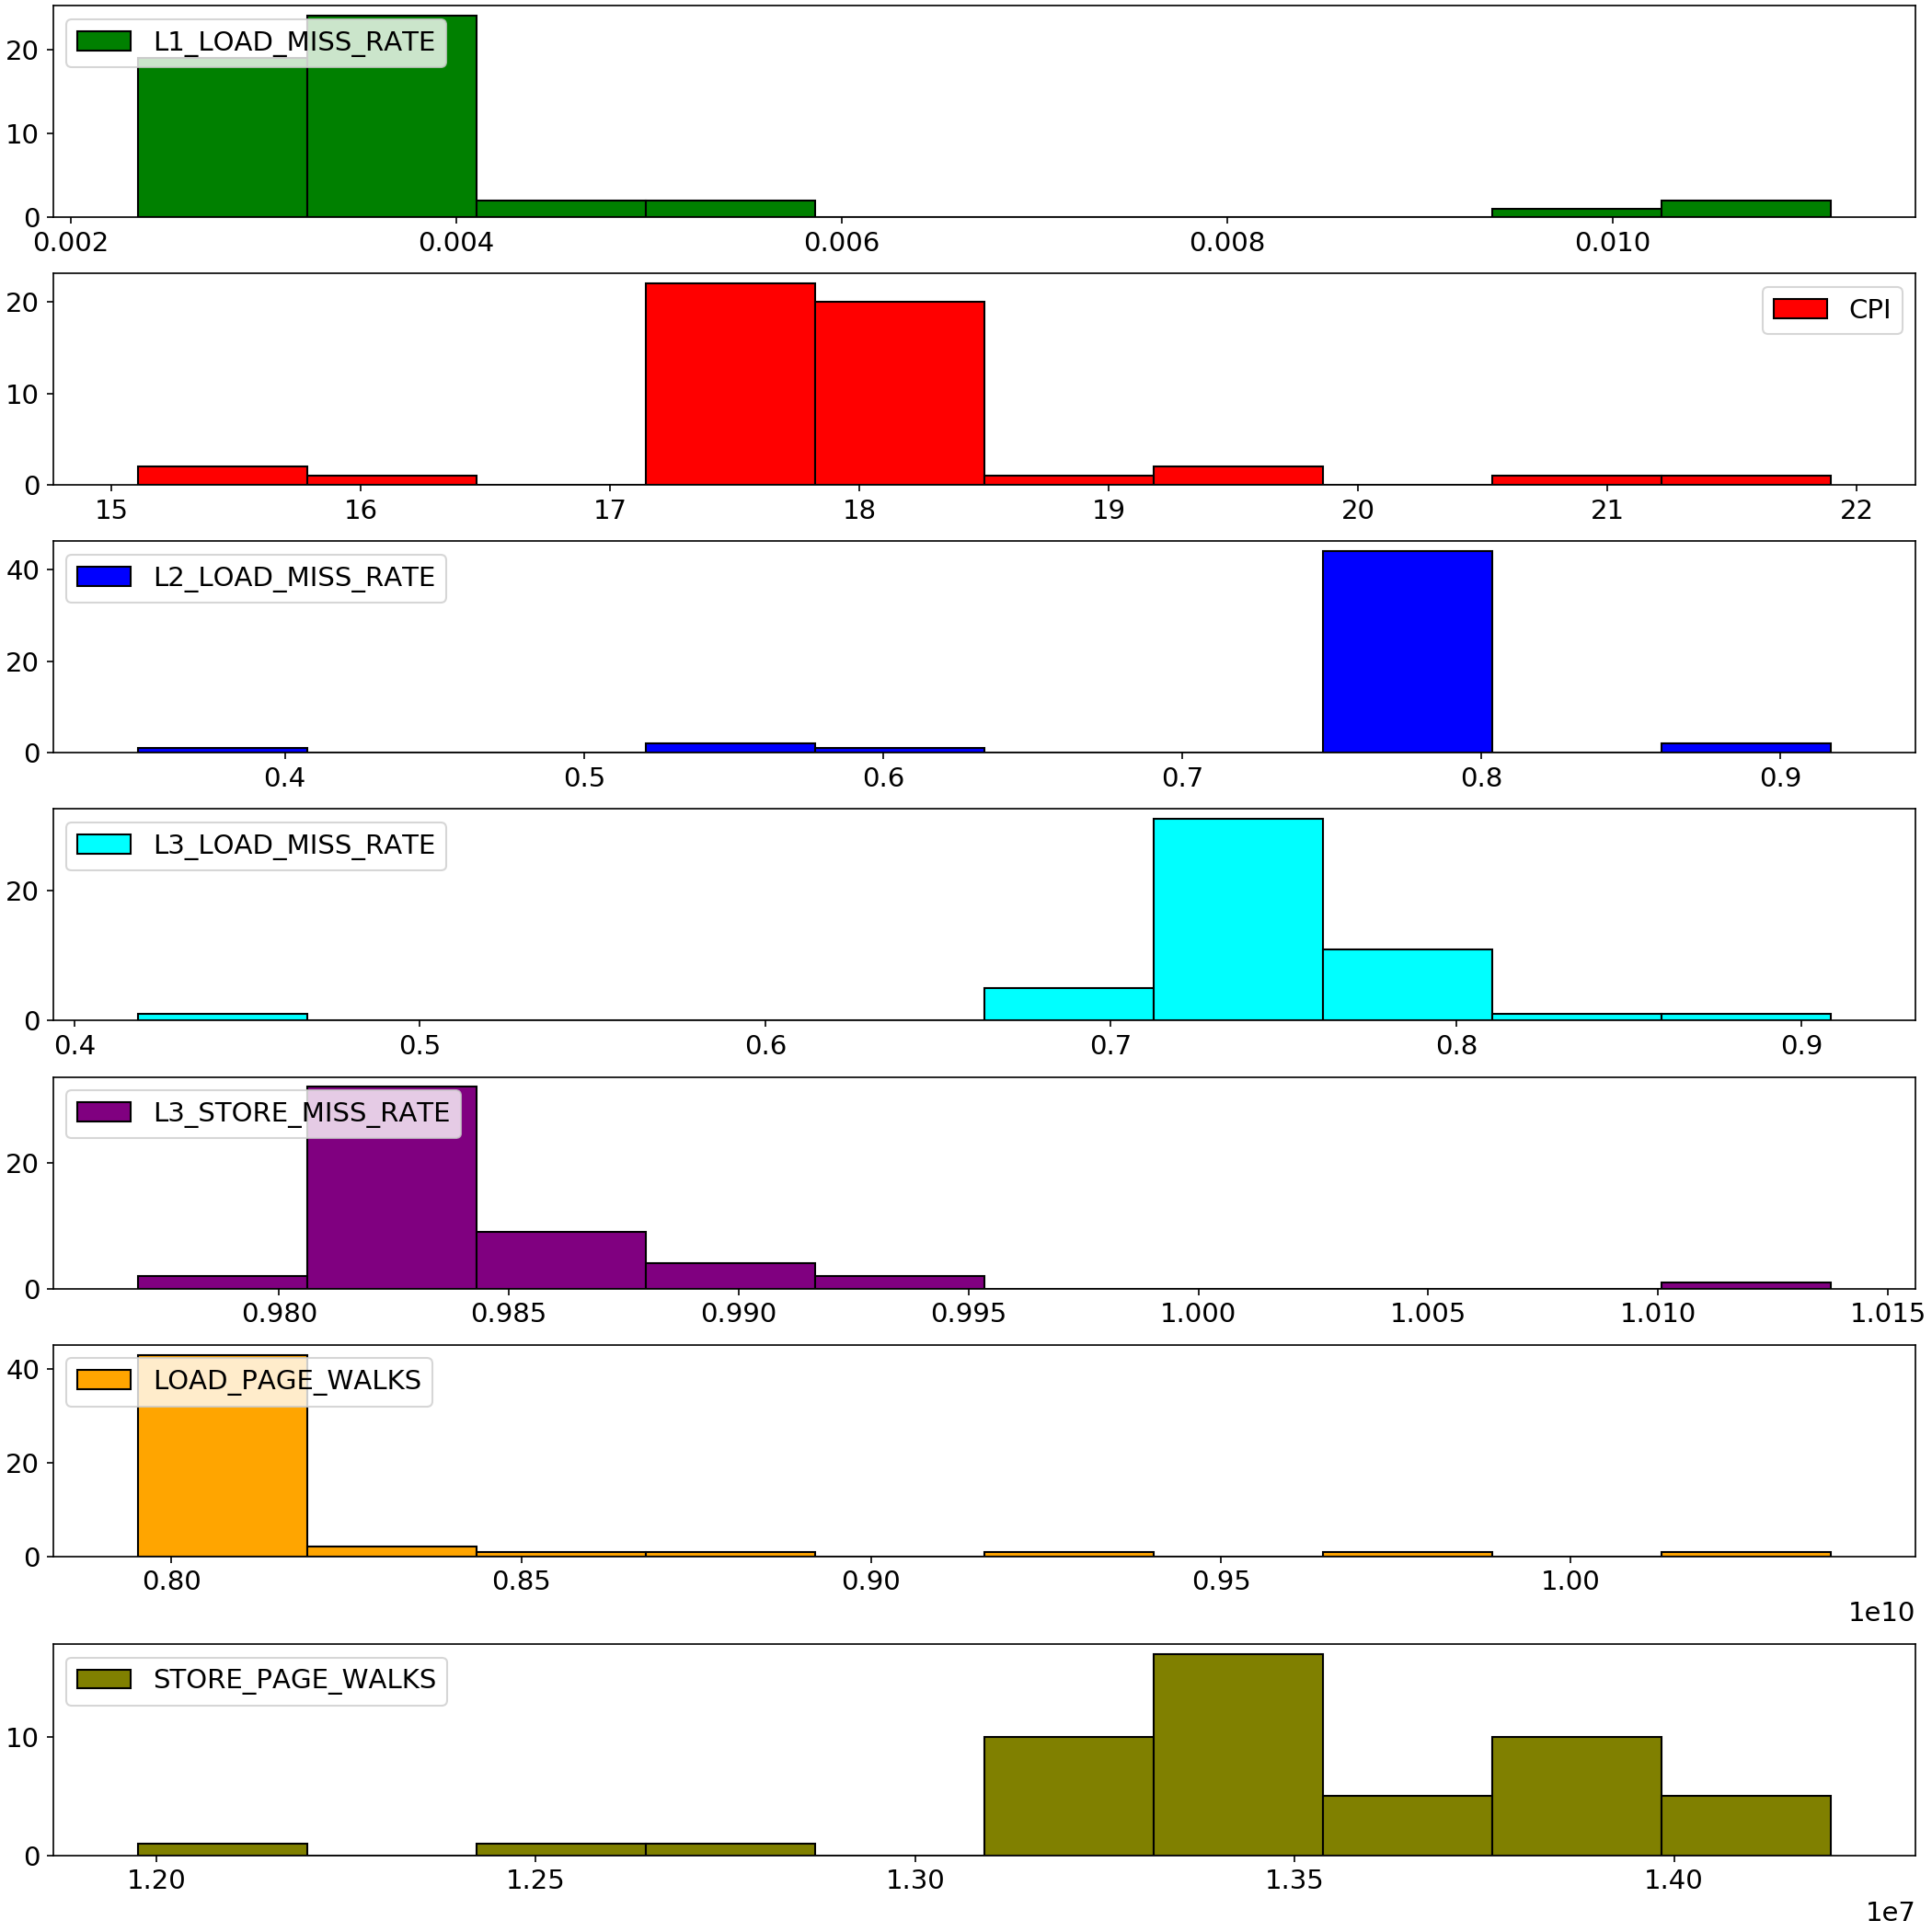 L1_LOAD_MISS_RATE
20
10
0
0.002 0.004 0.006 0.008 0.010
CPI
20
10
0
15 16 17 18 19 20 21 22
L2_LOAD_MISS_RATE
40
20
0
0.4 0.5 0.6 0.7 0.8 0.9
L3_LOAD_MISS_RATE
20
0
0.4 0.5 0.6 0.7 0.8 0.9
L3_STORE_MISS_RATE
20
0
0.980 0.985 0.990 0.995 1.000 1.005 1.010 1.015
LOAD_PAGE_WALKS
40
20
0
0.80 0.85 0.90 0.95 1.00
1e10
STORE_PAGE_WALKS
10
0
1.20 1.25 1.30 1.35 1.40
1e7